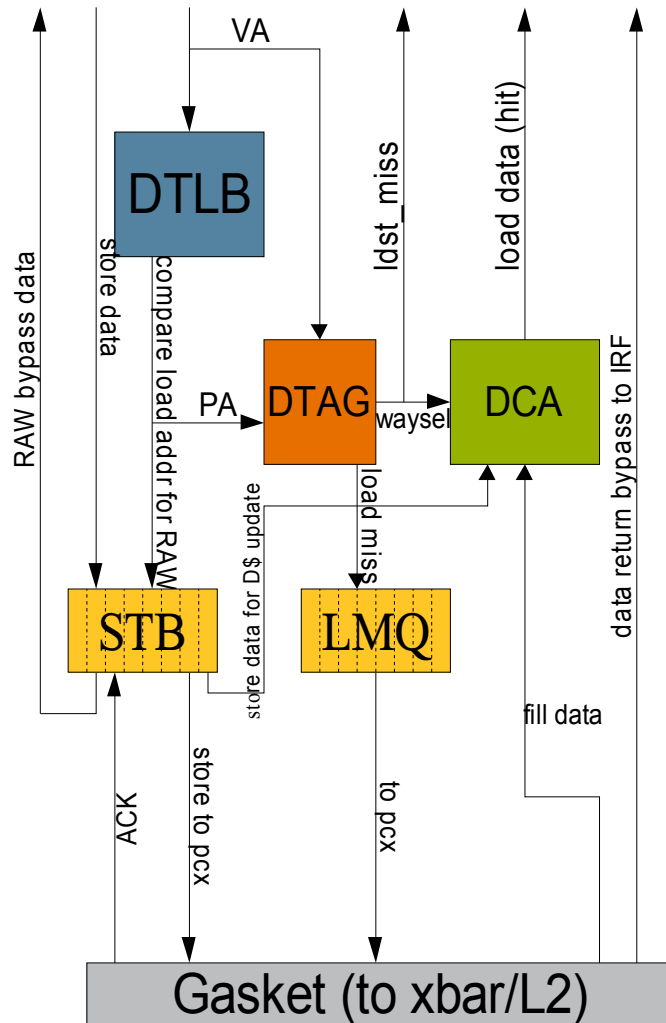 VA
DTLB
RAW bypass data
store data
compare load addr for RAW
ldst_miss
load data (hit)
data return bypass to IRF
PA
DTAG
waysel
DCA
load miss
store data for D$ update
STB
LMQ
fill data
ACK
store to pcx
to pcx
Gasket (to xbar/L2)